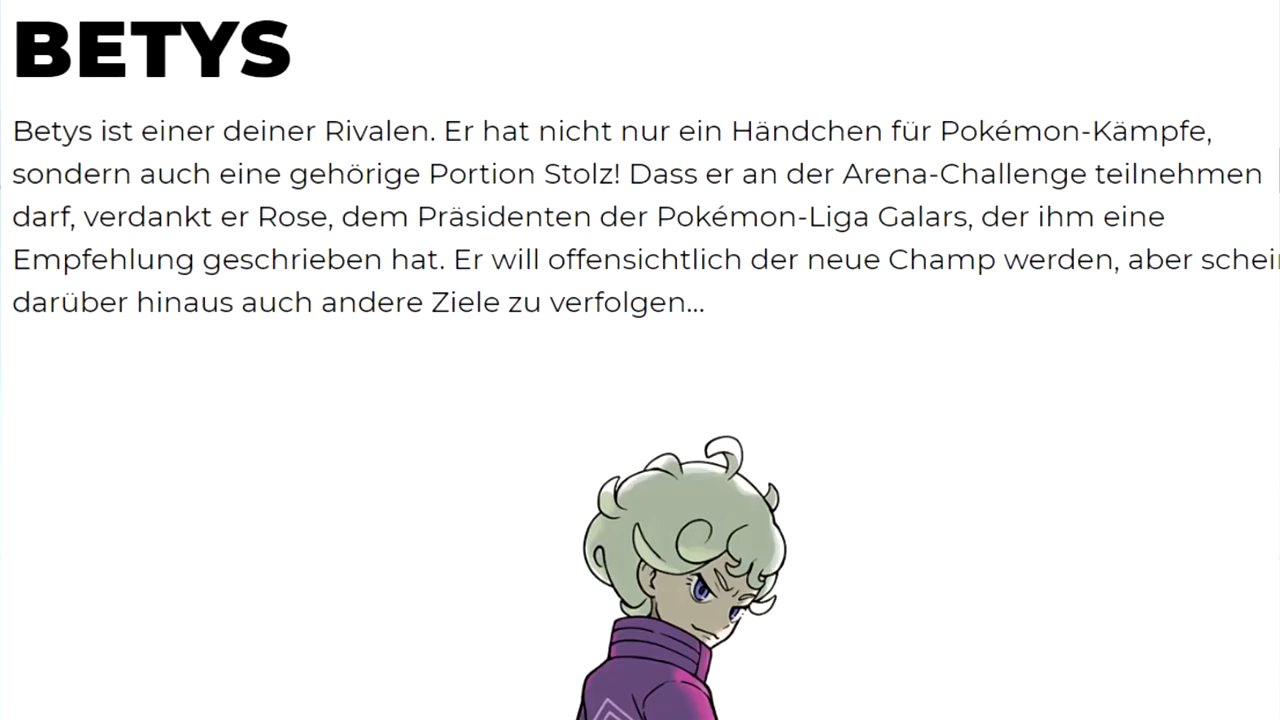 BETYS
Betys ist einer deiner Rivalen. Er hat nicht nur ein Händchen für Pokémon-Kämpfe,
sondern auch eine gehörige Portion Stolz! Dass er an der Arena-Challenge teilnehmen
darf, verdankt er Rose, dem Präsidenten der Pokémon-Liga Galars, der ihm eine
Empfehlung geschrieben hat. Er will offensichtlich der neue Champ werden, aber
darüber hinaus auch andere Ziele zu verfolgen...